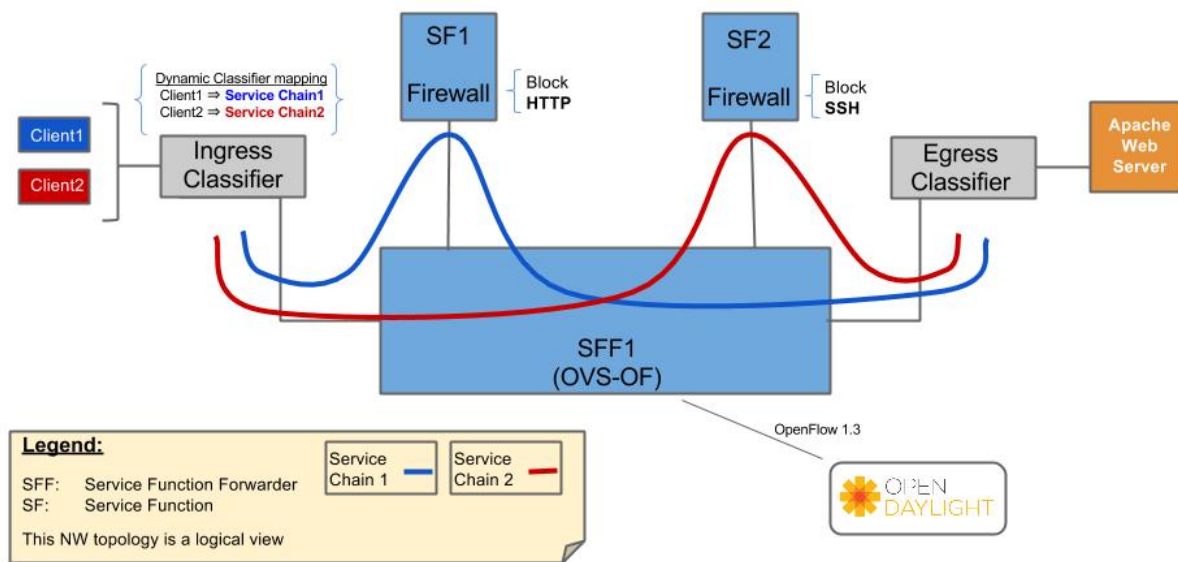 SF1
Firewall
Block
HTTP
SF2
Firewall
Block
SSH
Dynamic Classifier mapping
Client1 ⇒ Service Chain1
Client2 ⇒ Service Chain2
Client1
Client2
Ingress
Classifier
Egress
Classifier
Apache
Web
Server
SFF1
(OVS-OF)
OpenFlow 1.3
OPEN
DAYLIGHT
Legend:
SFF: Service Function Forwarder
SF: Service Function
This NW topology is a logical view
Service
Chain 1
Service
Chain 2